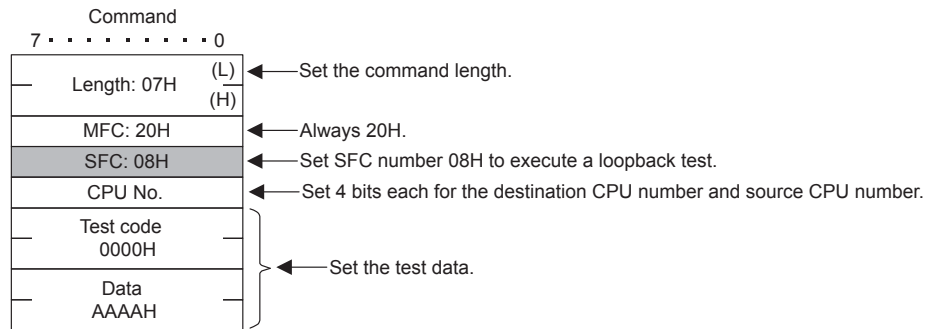 Command
7 · · · · · · · · · 0
Length: 07H (L)
(H)
Set the command length.
MFC: 20H
Always 20H.
SFC: 08H
Set SFC number 08H to execute a loopback test.
CPU No.
Set 4 bits each for the destination CPU number and source CPU number.
Test code
0000H
Set the test data.
Data
AAAAH